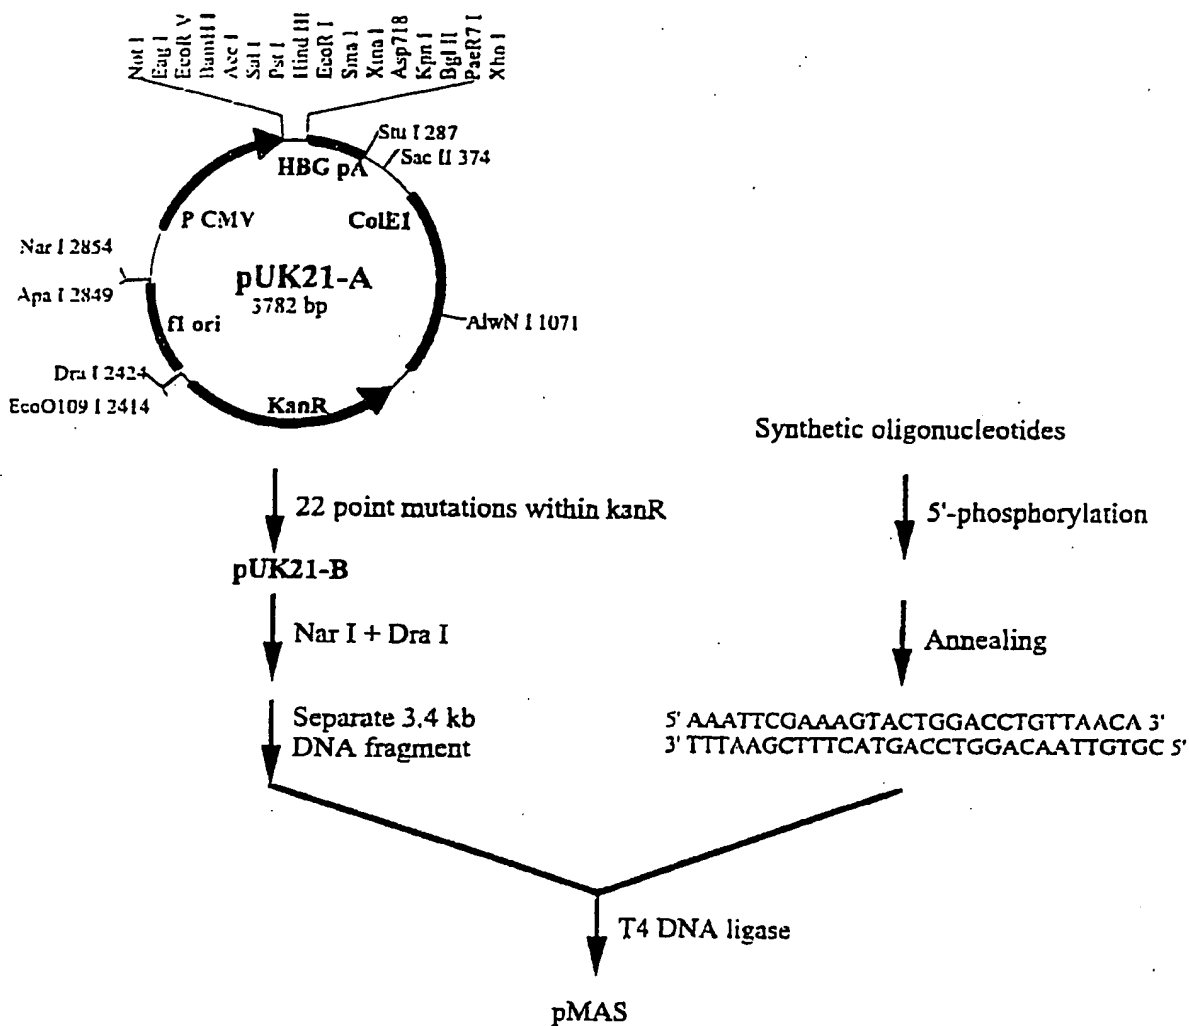 Not I
Eag I
EcoR V
BamH I
Acc I
Sal I
Pst I
Hind III
EcoR I
Sma I
Xma I
Asp718
Kpn I
Bgl II
PaeR7 I
Xho I
Stu I 287
Sac II 374
HBG pA
P CMV
ColE1
Nar I 2854
pUK21-A
3782 bp
Apa I 2849
f1 ori
AlwN I 1071
Dra I 2424
EcoO109 I 2414
KanR
Synthetic oligonucleotides
22 point mutations within kanR
5'-phosphorylation
pUK21-B
Nar I + Dra I
Annealing
Separate 3.4 kb
DNA fragment
5' AAATTCGAAAGTACTGGACCTGTTAACA 3'
3' TTTAAGCTTTCATGACCTGGACAATTGTGC 5'
T4 DNA ligase
pMAS